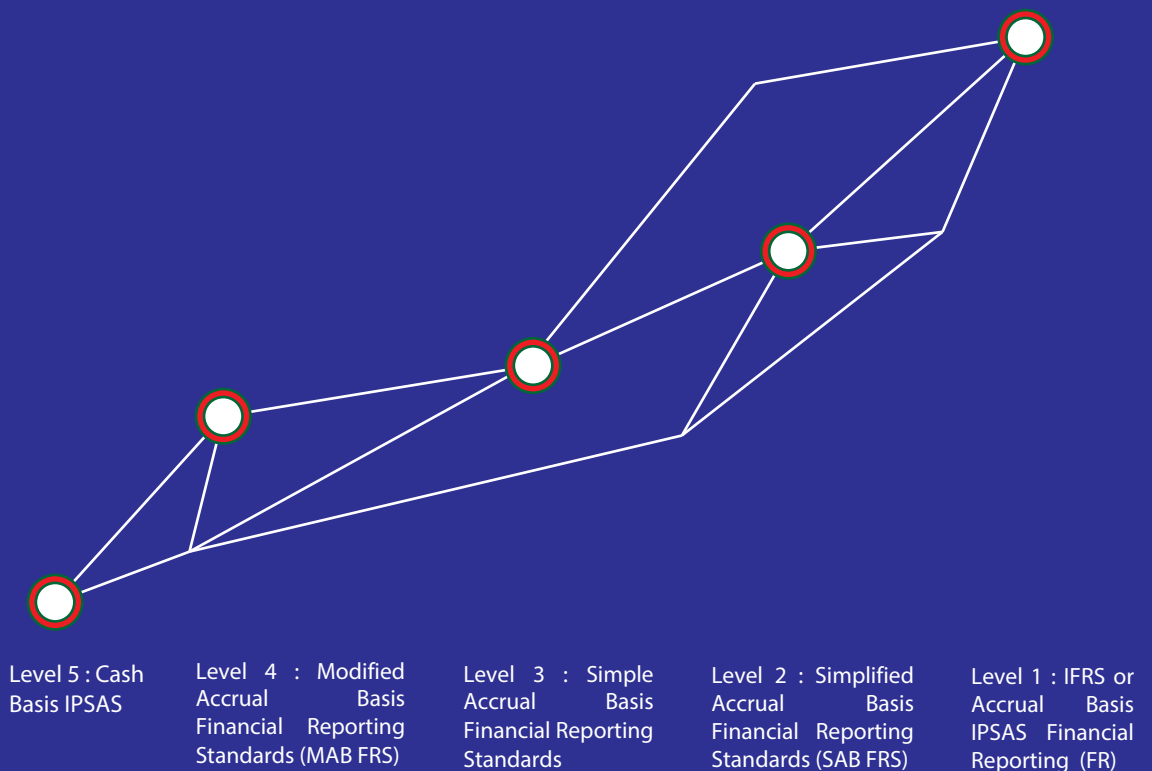 Level 5 : Cash
Basis IPSAS
Level 4 : Modified
Accrual Basis
Financial Reporting
Standards (MAB FRS)
Level 3 : Simple
Accrual Basis
Financial Reporting
Standards
Level 2 : Simplified
Accrual Basis
Financial Reporting
Standards (SAB FRS)
Level 1 : IFRS or
Accrual Basis
IPSAS Financial
Reporting (FR)